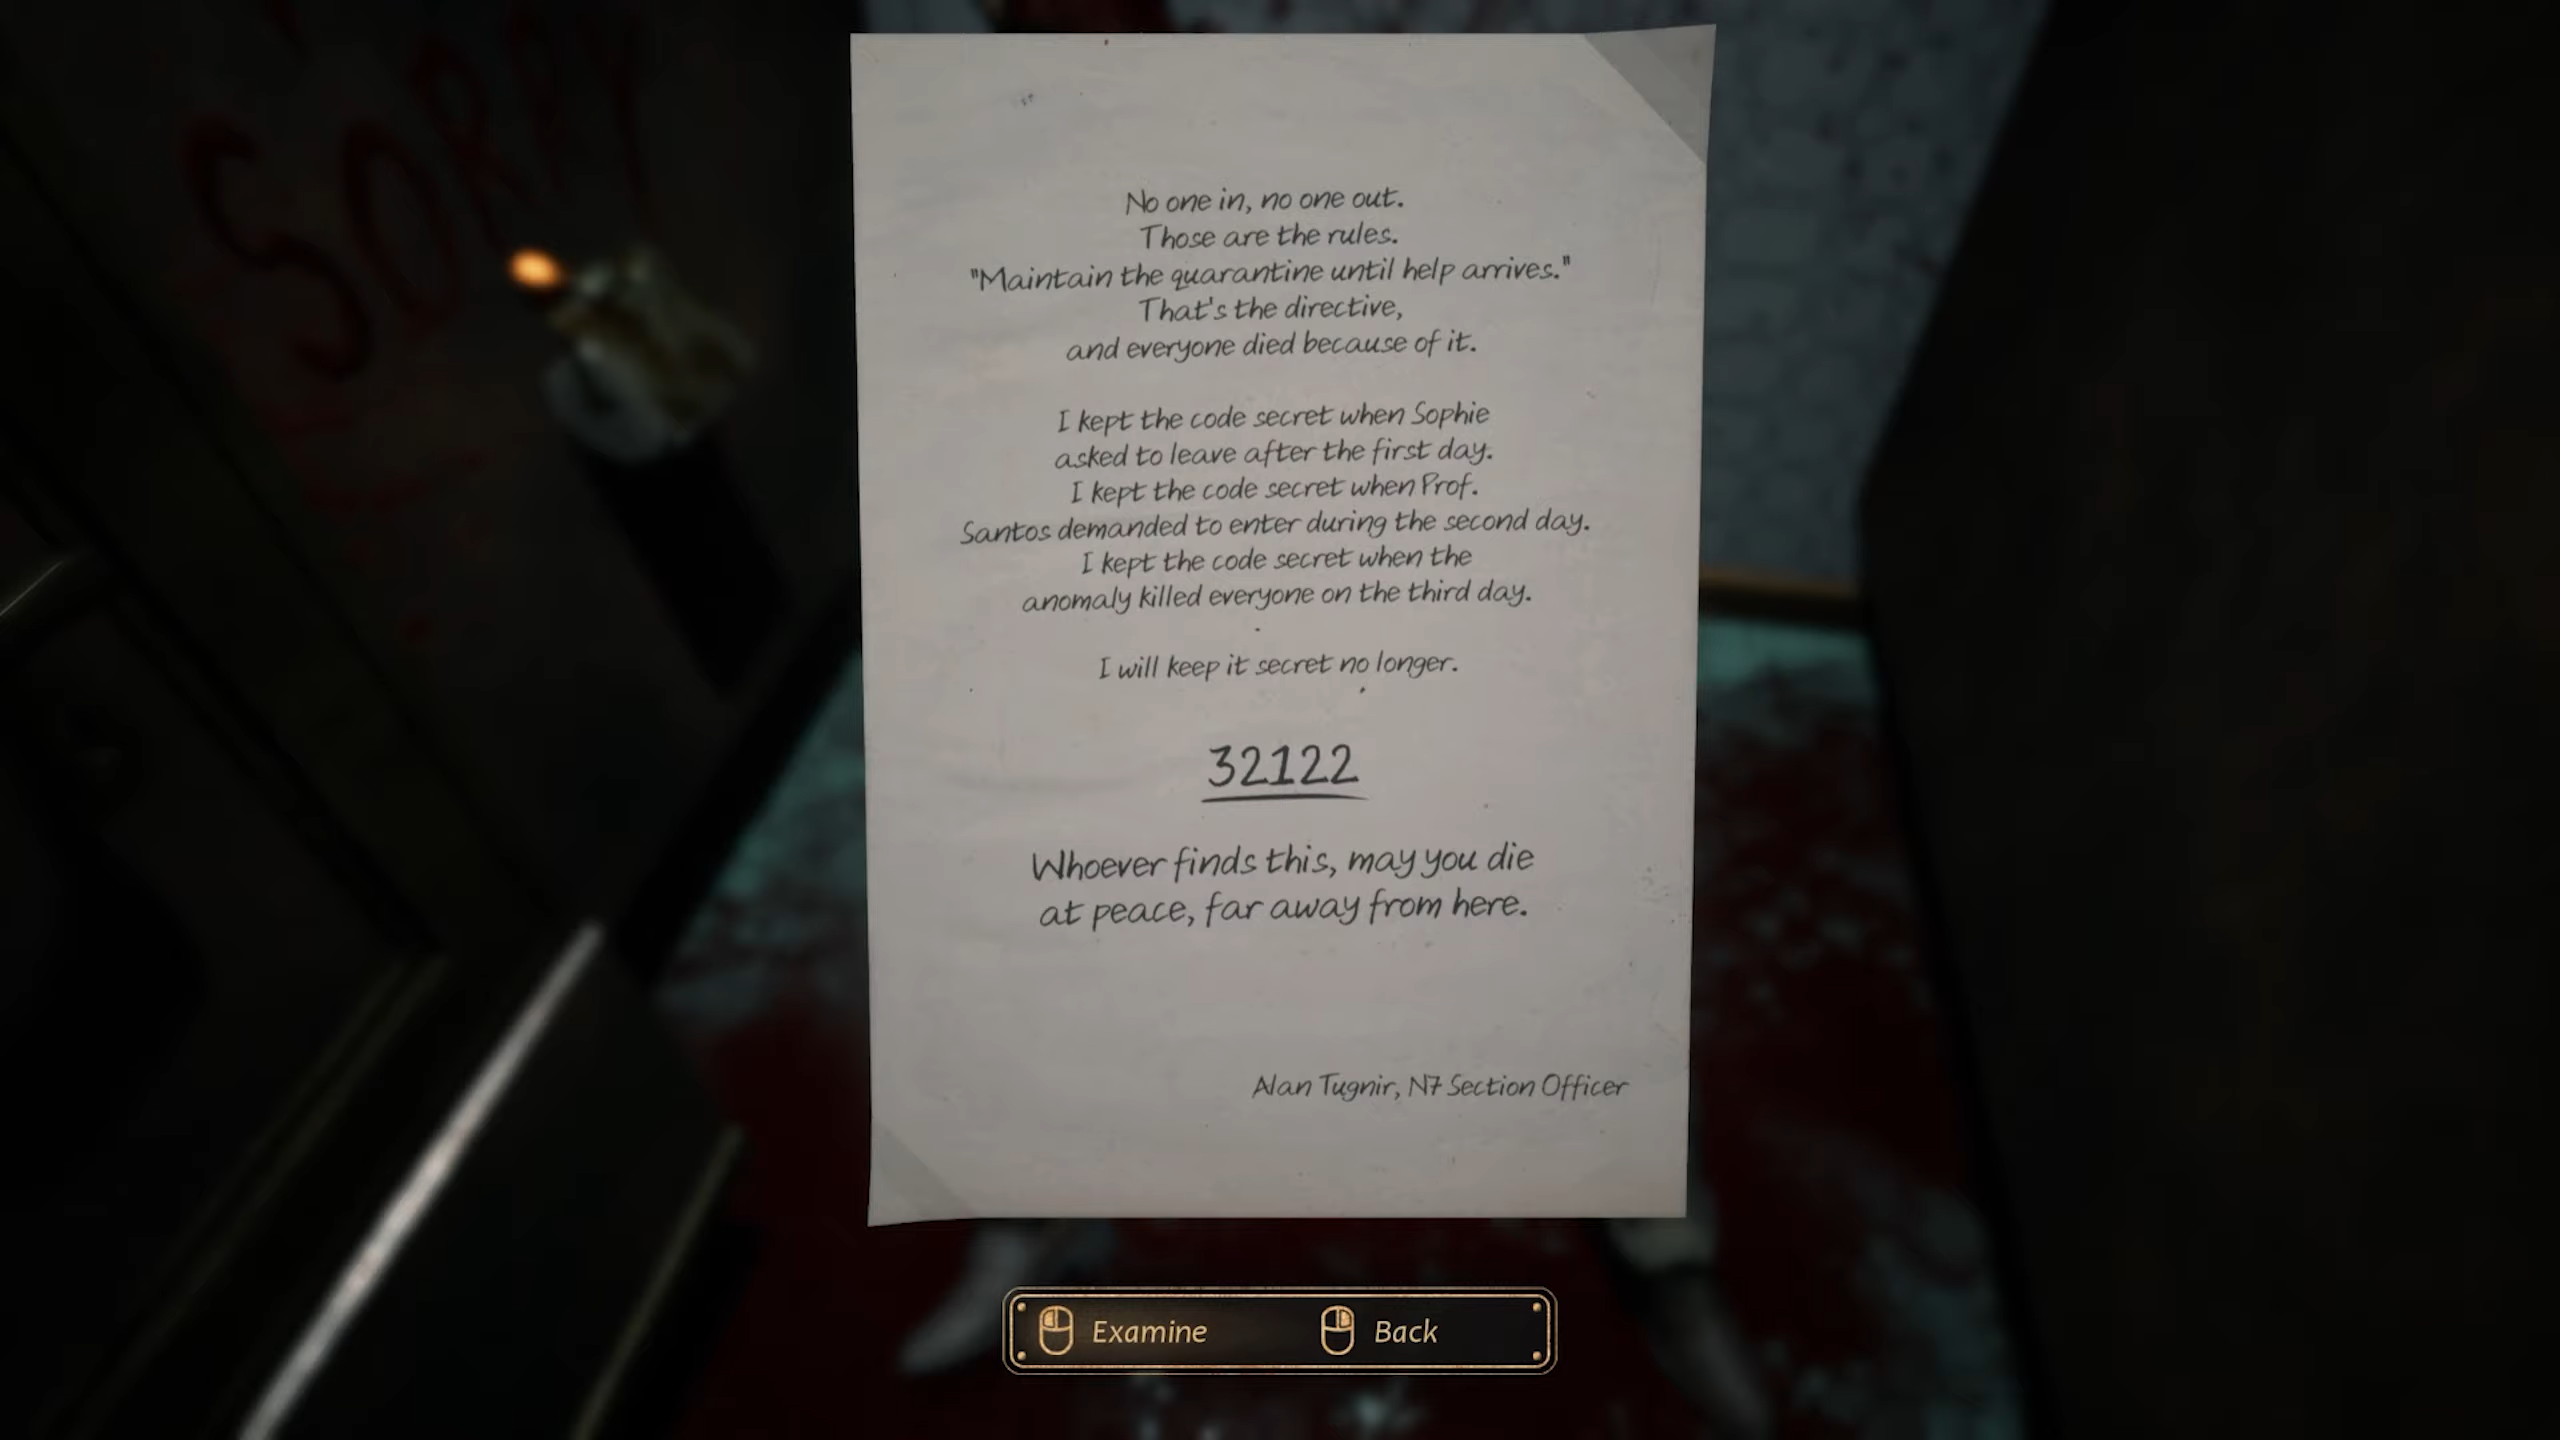 SORRY
No one in, no one out.
Those are the rules.
"Maintain the quarantine until help arrives."
That's the directive,
and everyone died because of it.
I kept the code secret when Sophie
asked to leave after the first day.
I kept the code secret when Prof.
Santos demanded to enter during the second day.
I kept the code secret when the
anomaly killed everyone on the third day.
I will keep it secret no longer.
32122
Whoever finds this, may you die
at peace, far away from here.
Alan Tugnir, N7 Section Officer
Examine
Back